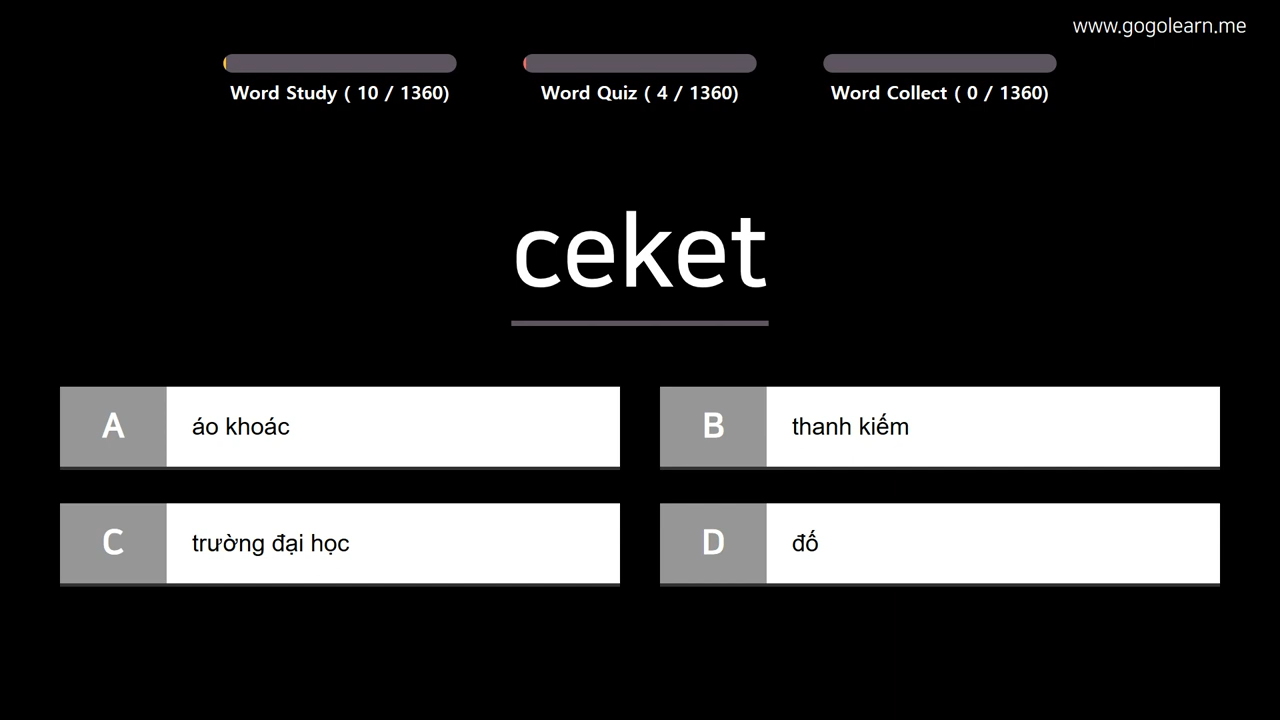 www.gogolearn.me
Word Study ( 10 / 1360)
Word Quiz ( 4 / 1360)
Word Collect ( 0 / 1360)
ceket
A áo khoác
B thanh kiếm
C trường đại học
D đố